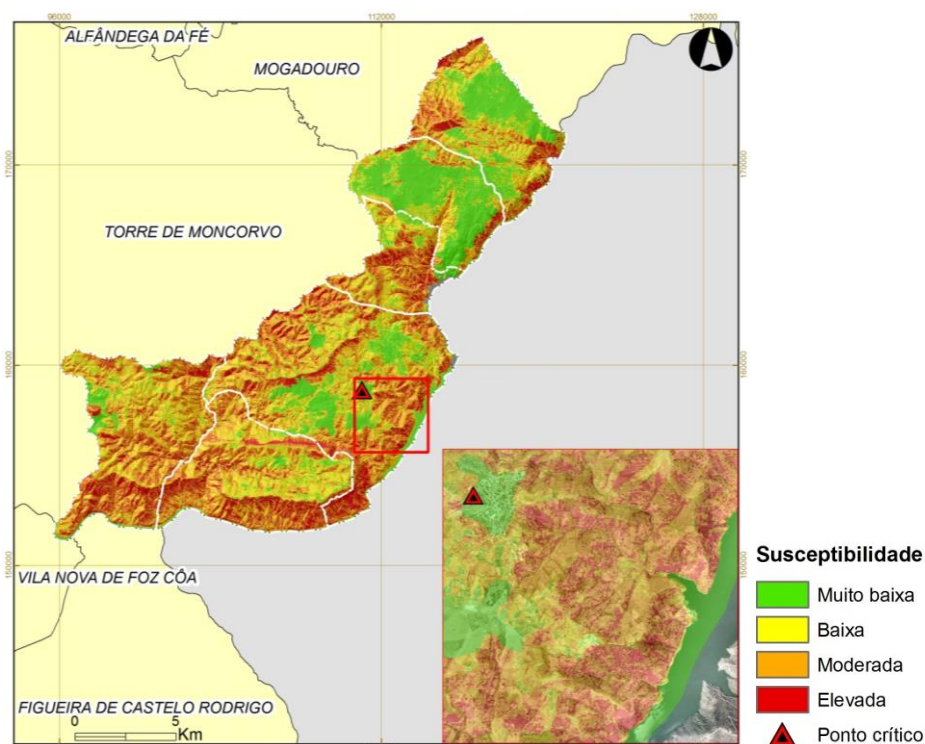 96000
112000
128000
ALFÂNDEGA DA FÉ
MOGADOURO
170000
170000
TORRE DE MONCORVO
160000
160000
150000
150000
VILA NOVA DE FOZ CÔA
FIGUEIRA DE CASTELO RODRIGO
0 5
Km
Susceptibilidade
Muito baixa
Baixa
Moderada
Elevada
Ponto crítico